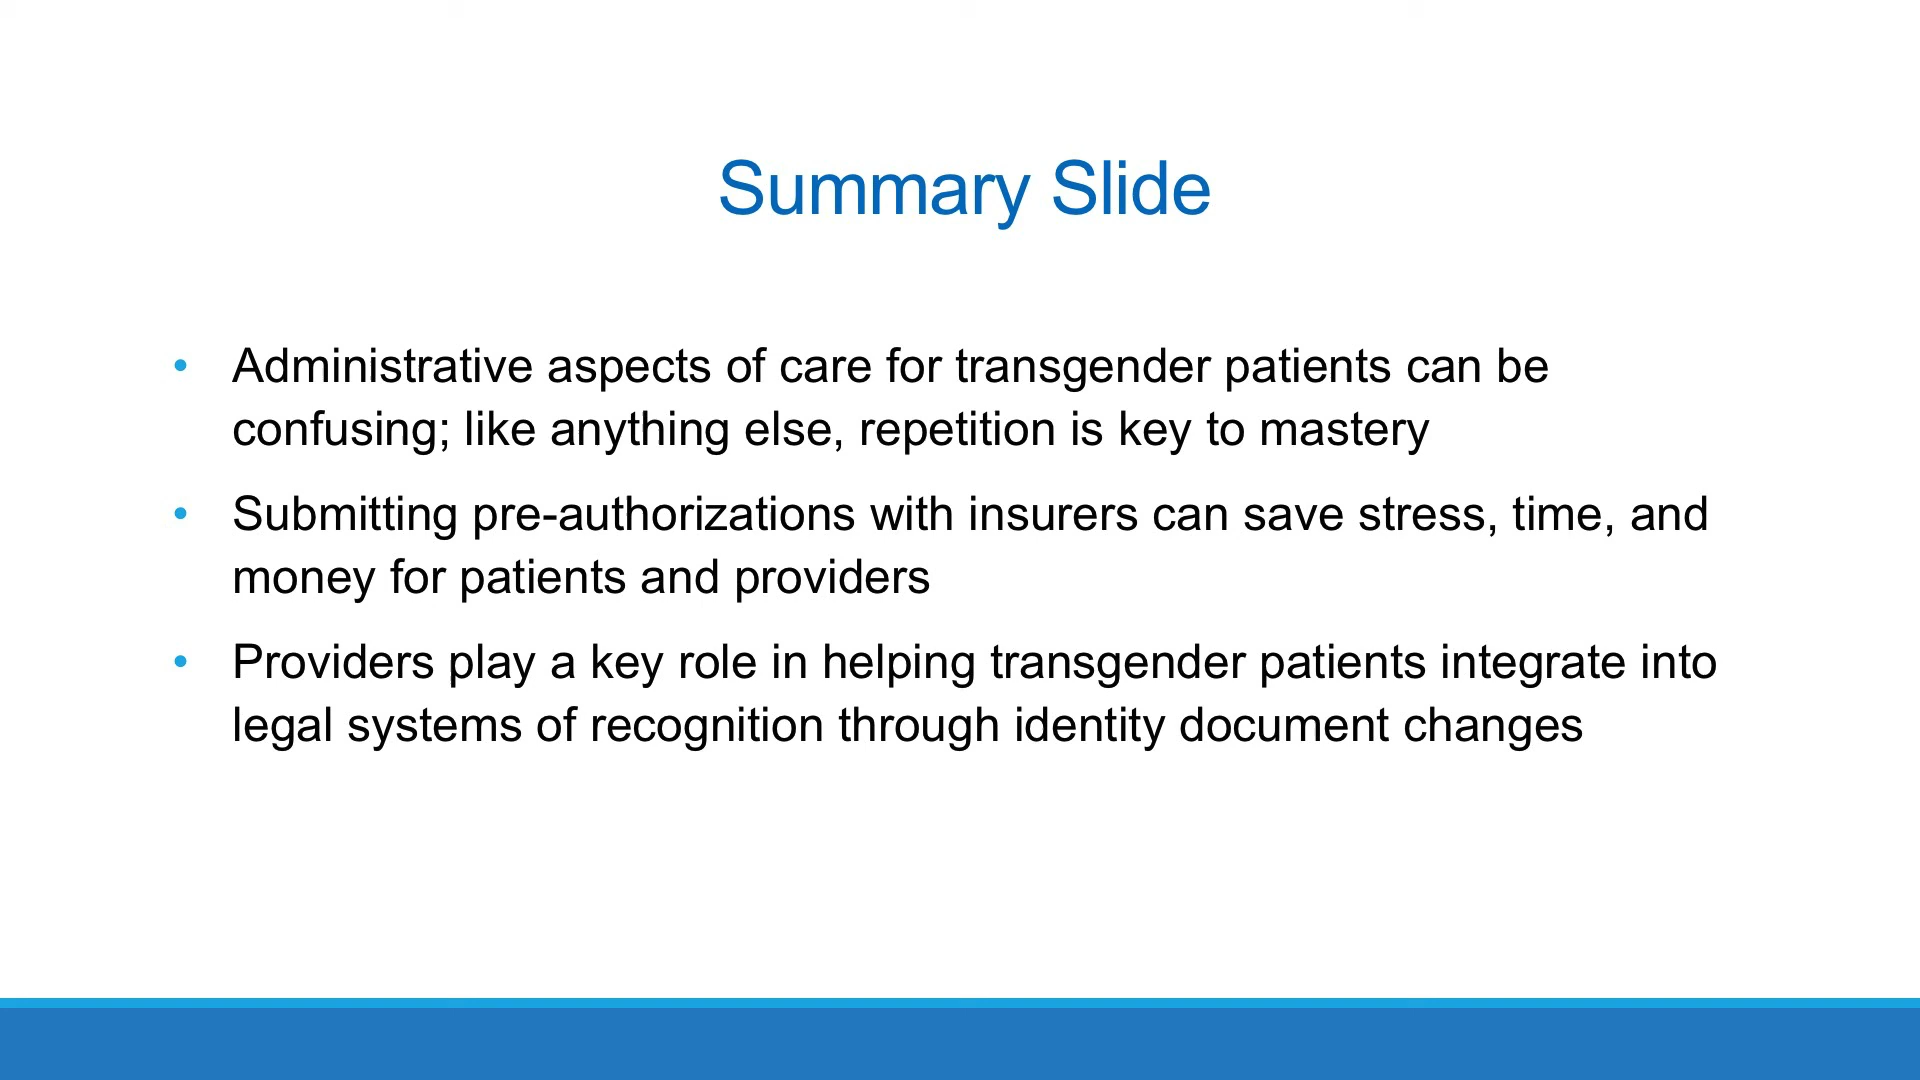 Summary Slide
• Administrative aspects of care for transgender patients can be
confusing; like anything else, repetition is key to mastery
• Submitting pre-authorizations with insurers can save stress, time, and
money for patients and providers
• Providers play a key role in helping transgender patients integrate into
legal systems of recognition through identity document changes